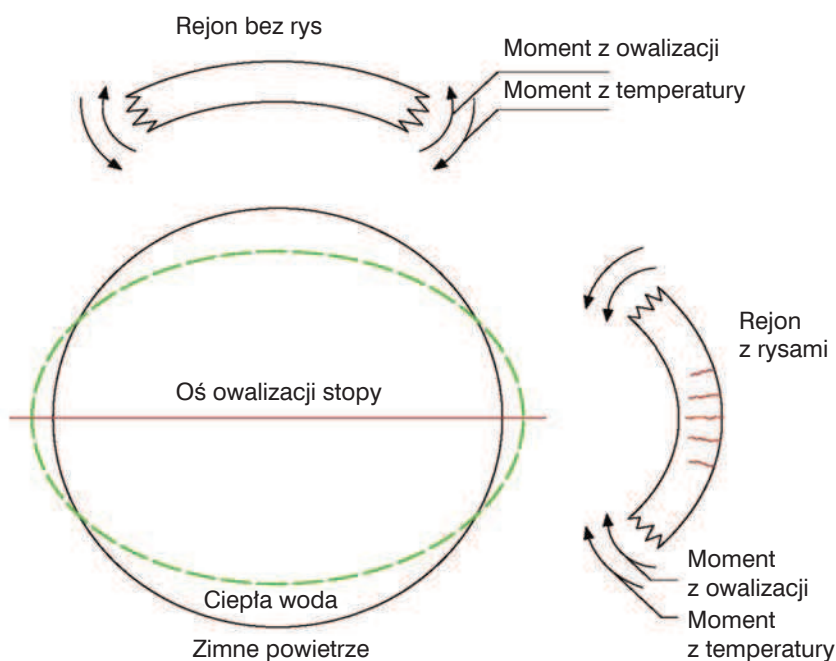 Rejon bez rys
Moment z owalizacji
Moment z temperatury
Rejon
z rysami
Oś owalizacji stopy
Ciepła woda
Zimne powietrze
Moment
z owalizacji
Moment
z temperatury